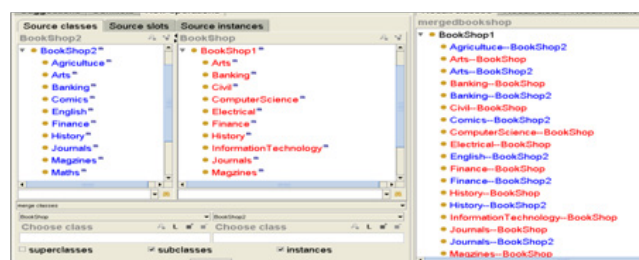 Source classes Source slots Source instances
BookShop2
BookShop2
Agriculture
Arts
Banking
Comics
English
Finance
History
Journals
Magzines
Maths
BookShop
BookShop1
Arts
Banking
Civil
ComputerScience
Electrical
Finance
History
InformationTechnology
Journals
Magzines
merge classes
BookShop
BookShop2
Choose class
Choose class
superclasses
subclasses
instances
mergedbookshop
BookShop1
Agriculture--BookShop2
Arts--BookShop
Arts--BookShop2
Banking--BookShop
Banking--BookShop2
Civil--BookShop
Comics--BookShop2
ComputerScience--BookShop
Electrical--BookShop
English--BookShop2
Finance--BookShop
Finance--BookShop2
History--BookShop
History--BookShop2
InformationTechnology--BookShop
Journals--BookShop
Journals--BookShop2
Magzines--BookShop